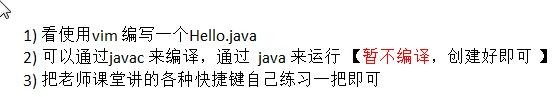 1) 看使用vim 编写一个Hello.java
2) 可以通过javac 来编译，通过 java 来运行 【暂不编译，创建好即可 】
3) 把老师课堂讲的各种快捷键自己练习一把即可